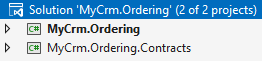 Solution 'MyCrm.Ordering' (2 of 2 projects)
C# MyCrm.Ordering
C# MyCrm.Ordering.Contracts